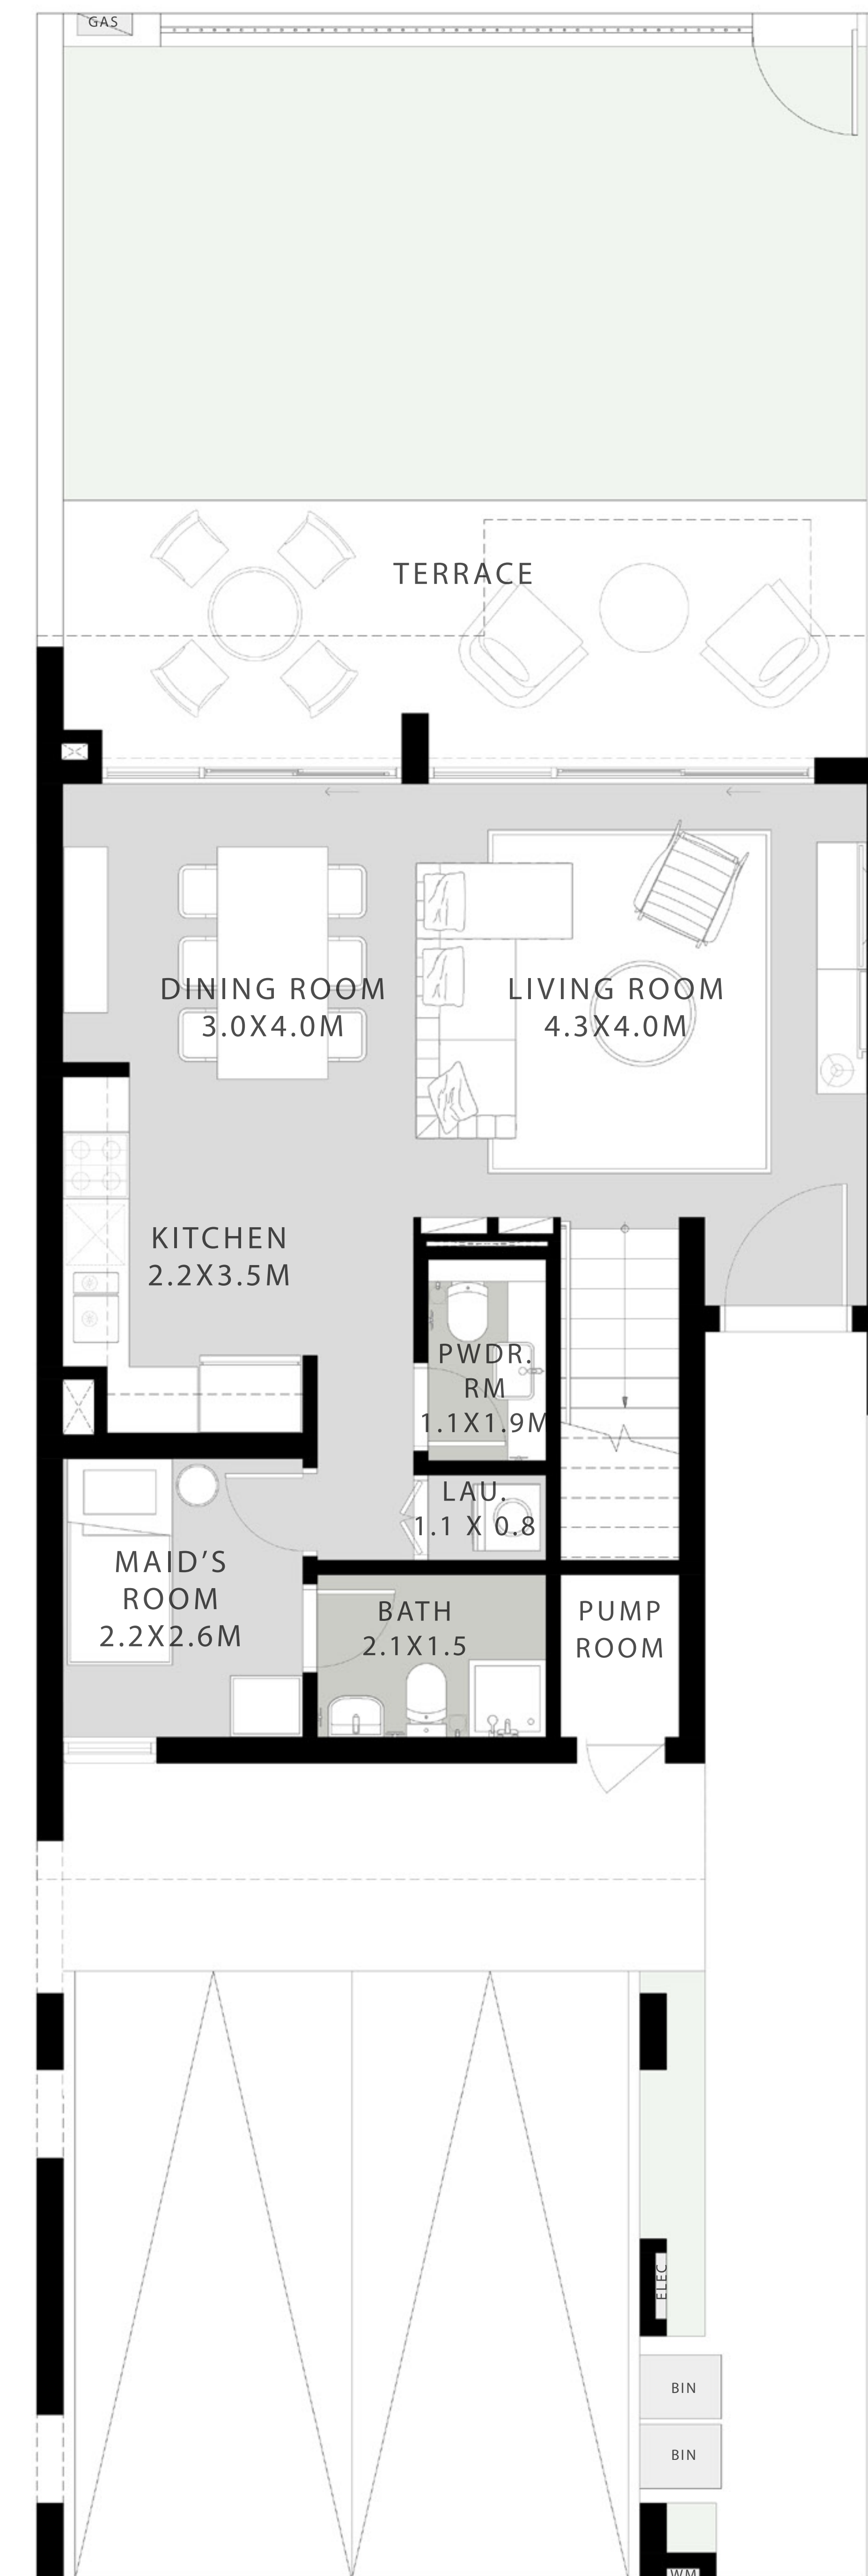 GAS
TERRACE
DINING ROOM
3.0X4.0M
LIVING ROOM
4.3X4.0M
KITCHEN
2.2X3.5M
PWDR.
RM
1.1X1.9M
LAU.
1.1 X 0.8
MAID'S
ROOM
2.2X2.6M
BATH
2.1X1.5
PUMP
ROOM
ELEC
BIN
BIN
WM